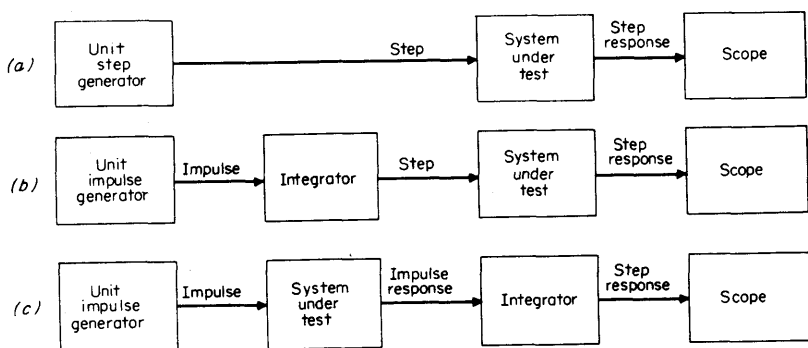 (a)
Unit
step
generator
Step
System
under
test
Step
response
Scope
(b)
Unit
impulse
generator
Impulse
Integrator
Step
System
under
test
Step
response
Scope
(c)
Unit
impulse
generator
Impulse
System
under
test
Impulse
response
Integrator
Step
response
Scope